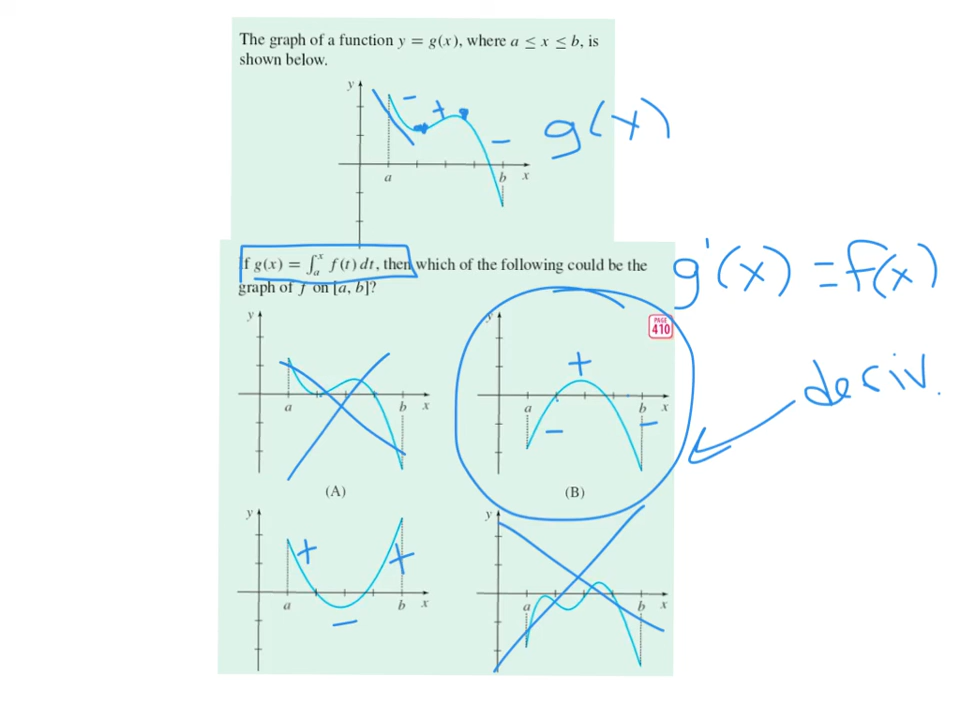 The graph of a function y = g(x), where a ≤ x ≤ b, is
shown below.
y
− + −
g(x)
a b x
If g(x) = ∫ₐˣ f(t) dt, then which of the following could be the
graph of f on [a, b]?
g'(x) = f(x)
deriv.
y
a b x
(A)
y
PAGE
410
+
a b x
− −
(B)
y
+ +
a b x
−
y
a b x